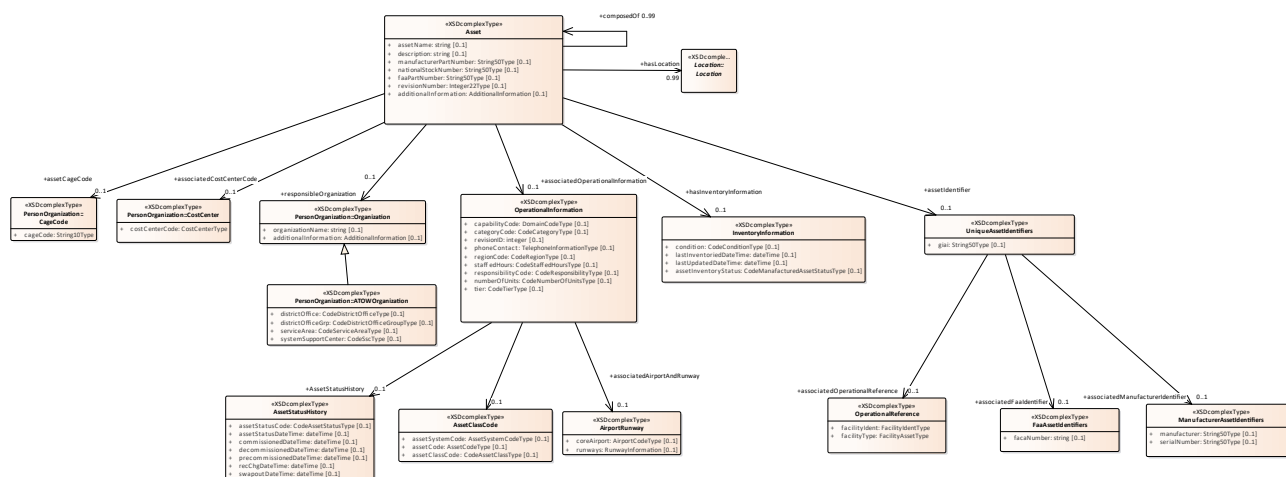 +composedOf 0..99
«XSDcomplexType»
Asset
+ assetName: string [0..1]
+ description: string [0..1]
+ manufacturerPartNumber: String50Type [0..1]
+ nationalStockNumber: String50Type [0..1]
+ faaPartNumber: String50Type [0..1]
+ revisionNumber: Integer22Type [0..1]
+ additionalInformation: AdditionalInformation [0..1]
+hasLocation
0.99
«XSDcomple...
Location::
Location
+assetCageCode
0..1
«XSDcomplexType»
PersonOrganization::
CageCode
+ cageCode: String10Type
+associatedCostCenterCode
0..1
«XSDcomplexType»
PersonOrganization::CostCenter
+ costCenterCode: CostCenterType
0..1
+responsibleOrganization
«XSDcomplexType»
PersonOrganization::Organization
+ organizationName: string [0..1]
+ additionalInformation: AdditionalInformation [0..1]
«XSDcomplexType»
PersonOrganization::ATOWOrganization
+ districtOffice: CodeDistrictOfficeType [0..1]
+ districtOfficeGrp: CodeDistrictOfficeGroupType [0..1]
+ serviceArea: CodeServiceAreaType [0..1]
+ systemSupportCenter: CodeSscType [0..1]
+associatedOperationalInformation
0..1
«XSDcomplexType»
OperationalInformation
+ capabilityCode: DomainCodeType [0..1]
+ categoryCode: CodeCategoryType [0..1]
+ revisionID: integer [0..1]
+ phoneContact: TelephoneInformationType [0..1]
+ regionCode: CodeRegionType [0..1]
+ staffedHours: CodeStaffedHoursType [0..1]
+ responsibilityCode: CodeResponsibilityType [0..1]
+ numberOfUnits: CodeNumberOfUnitsType [0..1]
+ tier: CodeTierType [0..1]
+hasInventoryInformation
0..1
«XSDcomplexType»
InventoryInformation
+ condition: CodeConditionType [0..1]
+ lastInventoriedDateTime: dateTime [0..1]
+ lastUpdatedDateTime: dateTime [0..1]
+ assetInventoryStatus: CodeManufacturedAssetStatusType [0..1]
+assetIdentifier
0..1
«XSDcomplexType»
UniqueAssetIdentifiers
+ giai: String50Type [0..1]
+AssetStatusHistory
0..1
«XSDcomplexType»
AssetStatusHistory
+ assetStatusCode: CodeAssetStatusType [0..1]
+ assetStatusDateTime: dateTime [0..1]
+ commissionedDateTime: dateTime [0..1]
+ decommissionedDateTime: dateTime [0..1]
+ precommissionedDateTime: dateTime [0..1]
+ recChgDateTime: dateTime [0..1]
+ swapoutDateTime: dateTime [0..1]
0..1
«XSDcomplexType»
AssetClassCode
+ assetSystemCode: AssetSystemCodeType [0..1]
+ assetCode: AssetCodeType [0..1]
+ assetClassCode: CodeAssetClassType [0..1]
+associatedAirportAndRunway
0..1
«XSDcomplexType»
AirportRunway
+ coreAirport: AirportCodeType [0..1]
+ runways: RunwayInformation [0..1]
+associatedOperationalReference
0..1
«XSDcomplexType»
OperationalReference
+ facilityIdent: FacilityIdentType
+ facilityType: FacilityAssetType
+associatedFaaIdentifier
0..1
«XSDcomplexType»
FaaAssetIdentifiers
+ facaNumber: string [0..1]
+associatedManufacturerIdentifier
0..1
«XSDcomplexType»
ManufacturerAssetIdentifiers
+ manufacturer: String50Type [0..1]
+ serialNumber: String50Type [0..1]